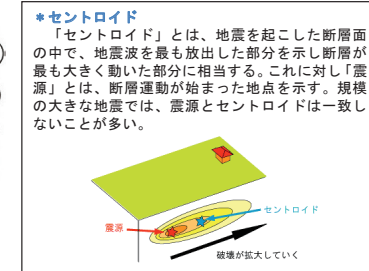 ＊セントロイド
「セントロイド」とは、地震を起こした断層面
の中で、地震波を最も放出した部分を示し断層が
最も大きく動いた部分に相当する。これに対し「震
源」とは、断層運動が始まった地点を示す。規模
の大きな地震では、震源とセントロイドは一致し
ないことが多い。
セントロイド
震源
破壊が拡大していく